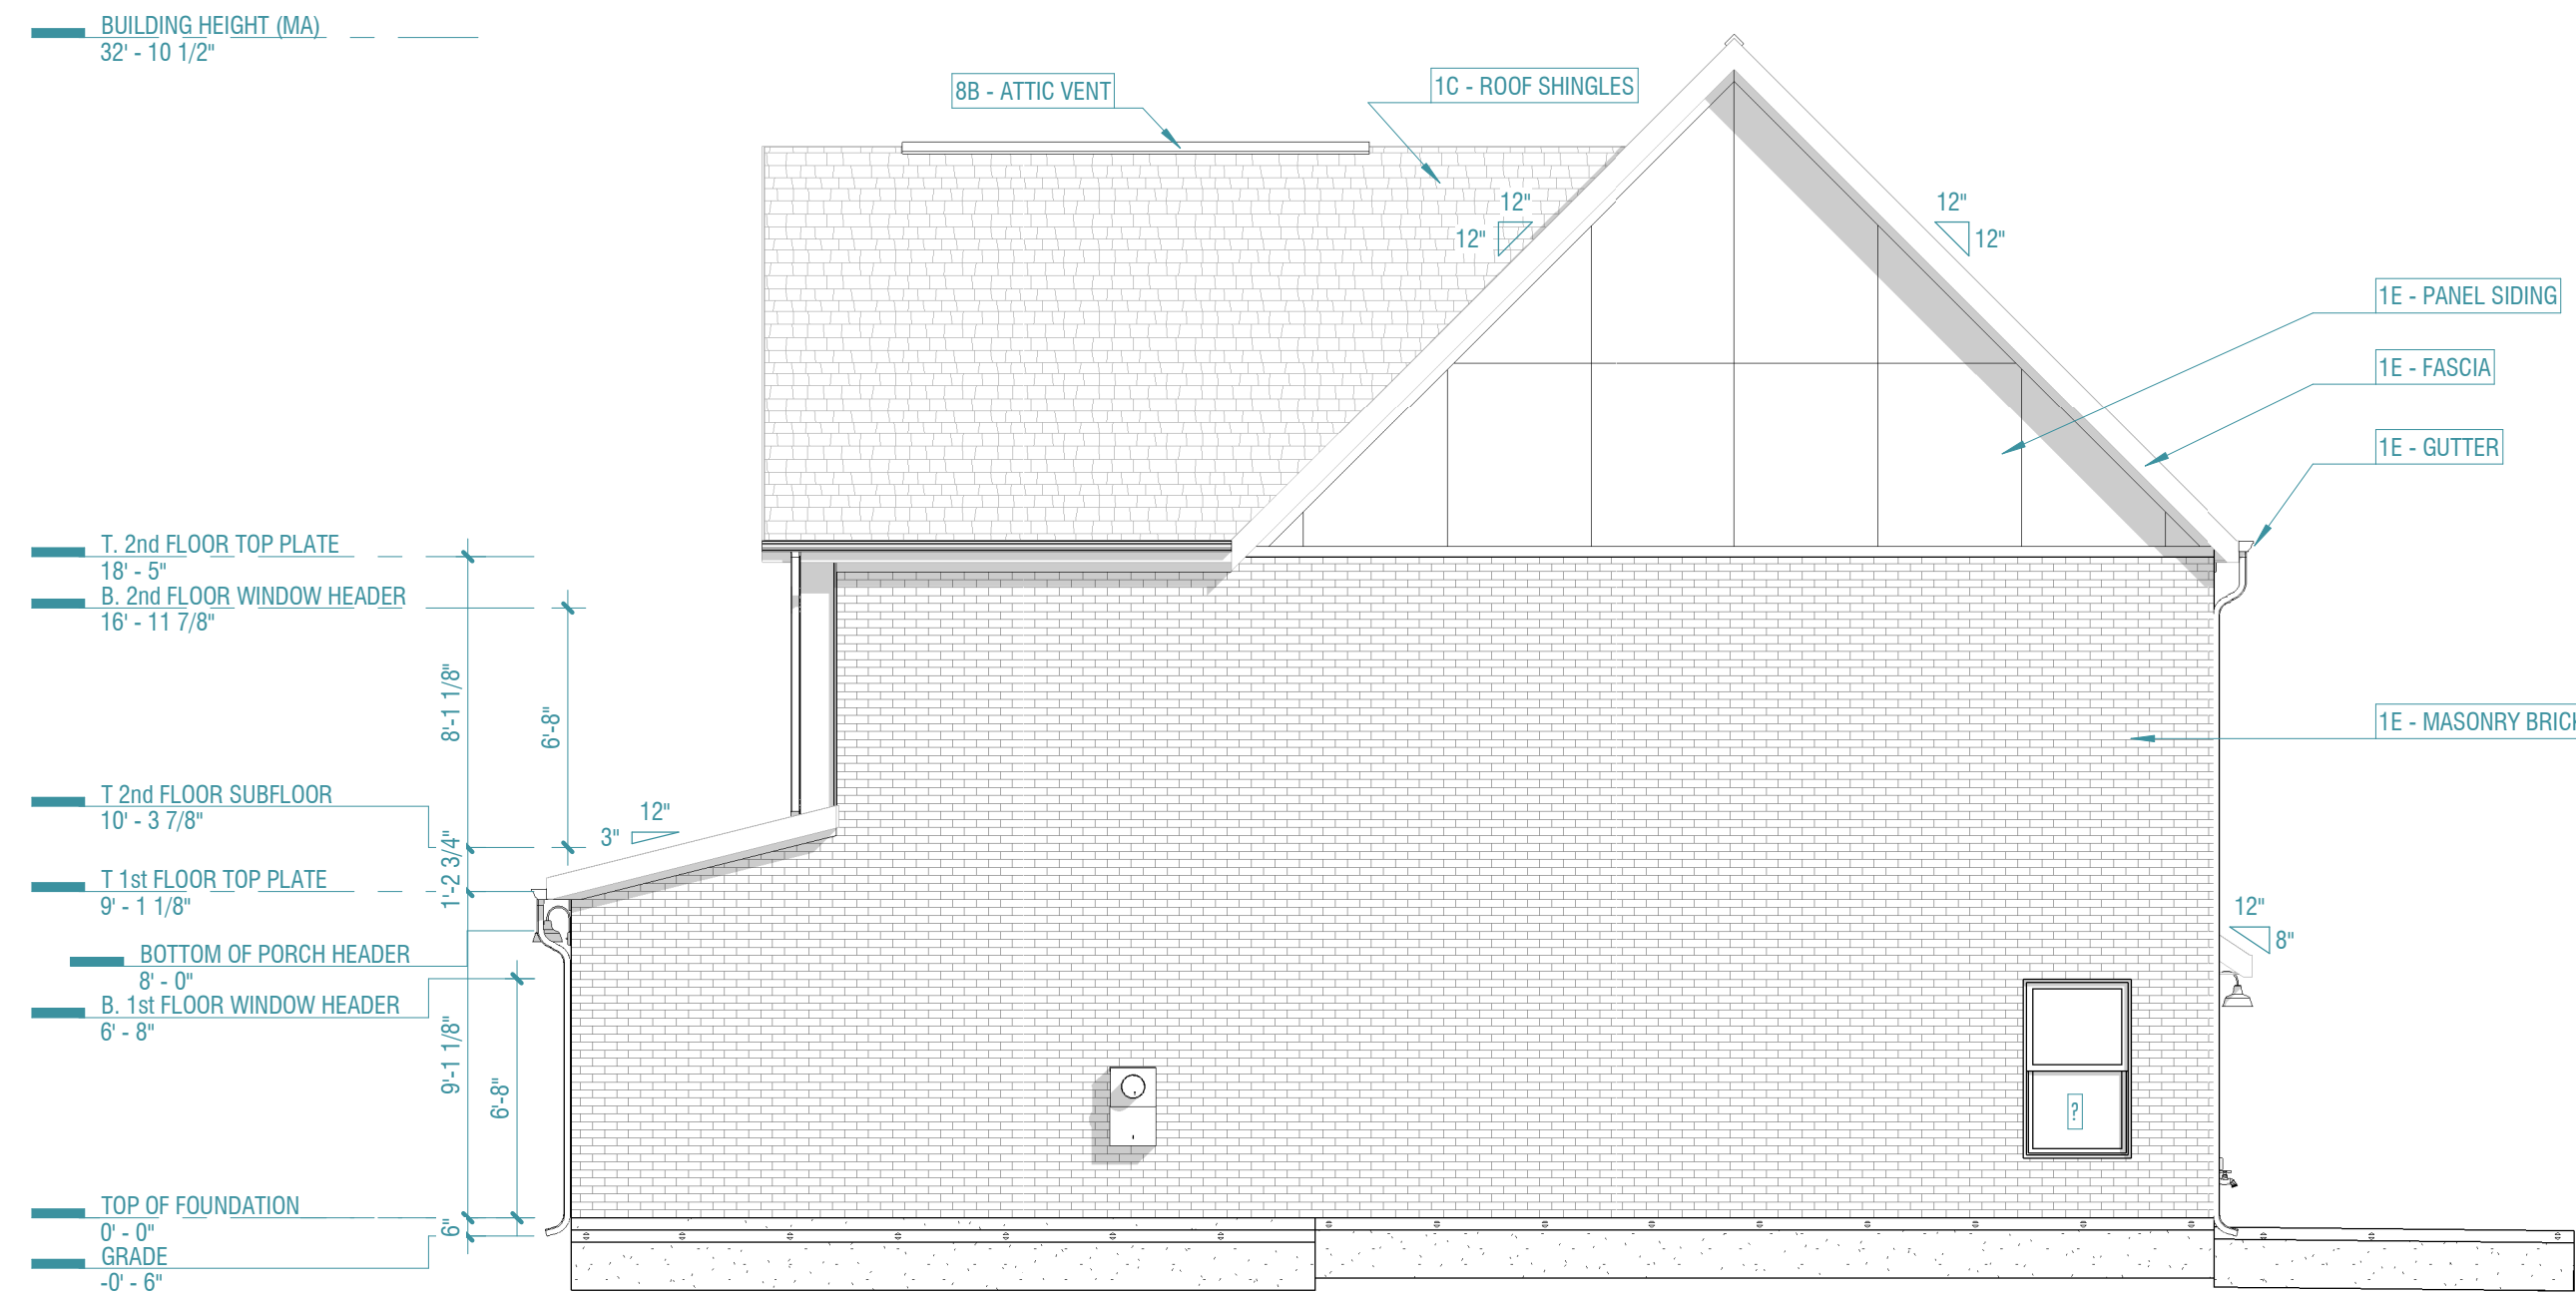 BUILDING HEIGHT (MA)
32' - 10 1/2"
8B - ATTIC VENT
1C - ROOF SHINGLES
12"
12"
12"
12"
1E - PANEL SIDING
1E - FASCIA
1E - GUTTER
T. 2nd FLOOR TOP PLATE
18' - 5"
B. 2nd FLOOR WINDOW HEADER
16' - 11 7/8"
8'-1 1/8"
6'-8"
1E - MASONRY BRICK
T 2nd FLOOR SUBFLOOR
10' - 3 7/8"
12"
3"
1'-2 3/4"
T 1st FLOOR TOP PLATE
9' - 1 1/8"
12"
8"
BOTTOM OF PORCH HEADER
8' - 0"
B. 1st FLOOR WINDOW HEADER
6' - 8"
9'-1 1/8"
6'-8"
?
TOP OF FOUNDATION
0' - 0"
6"
GRADE
-0' - 6"